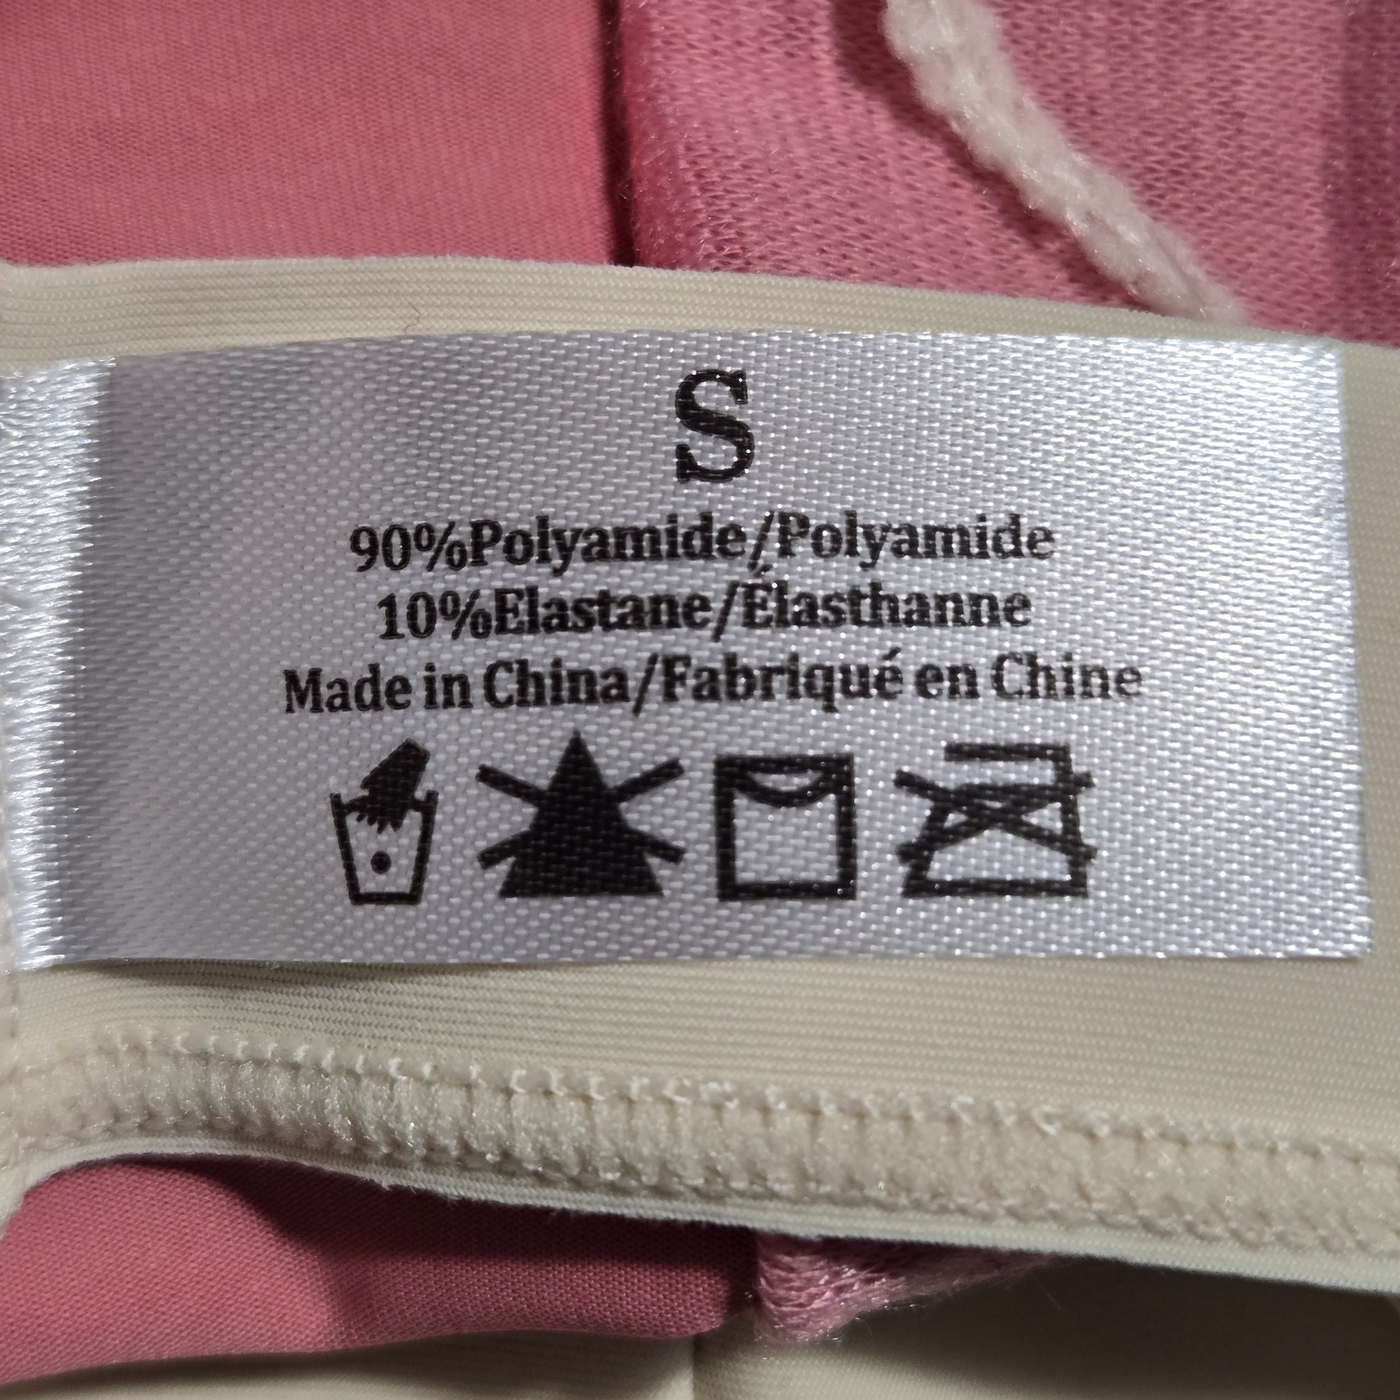 S
90%Polyamide/Polyamide
10%Elastane/Élasthanne
Made in China/Fabriqué en Chine